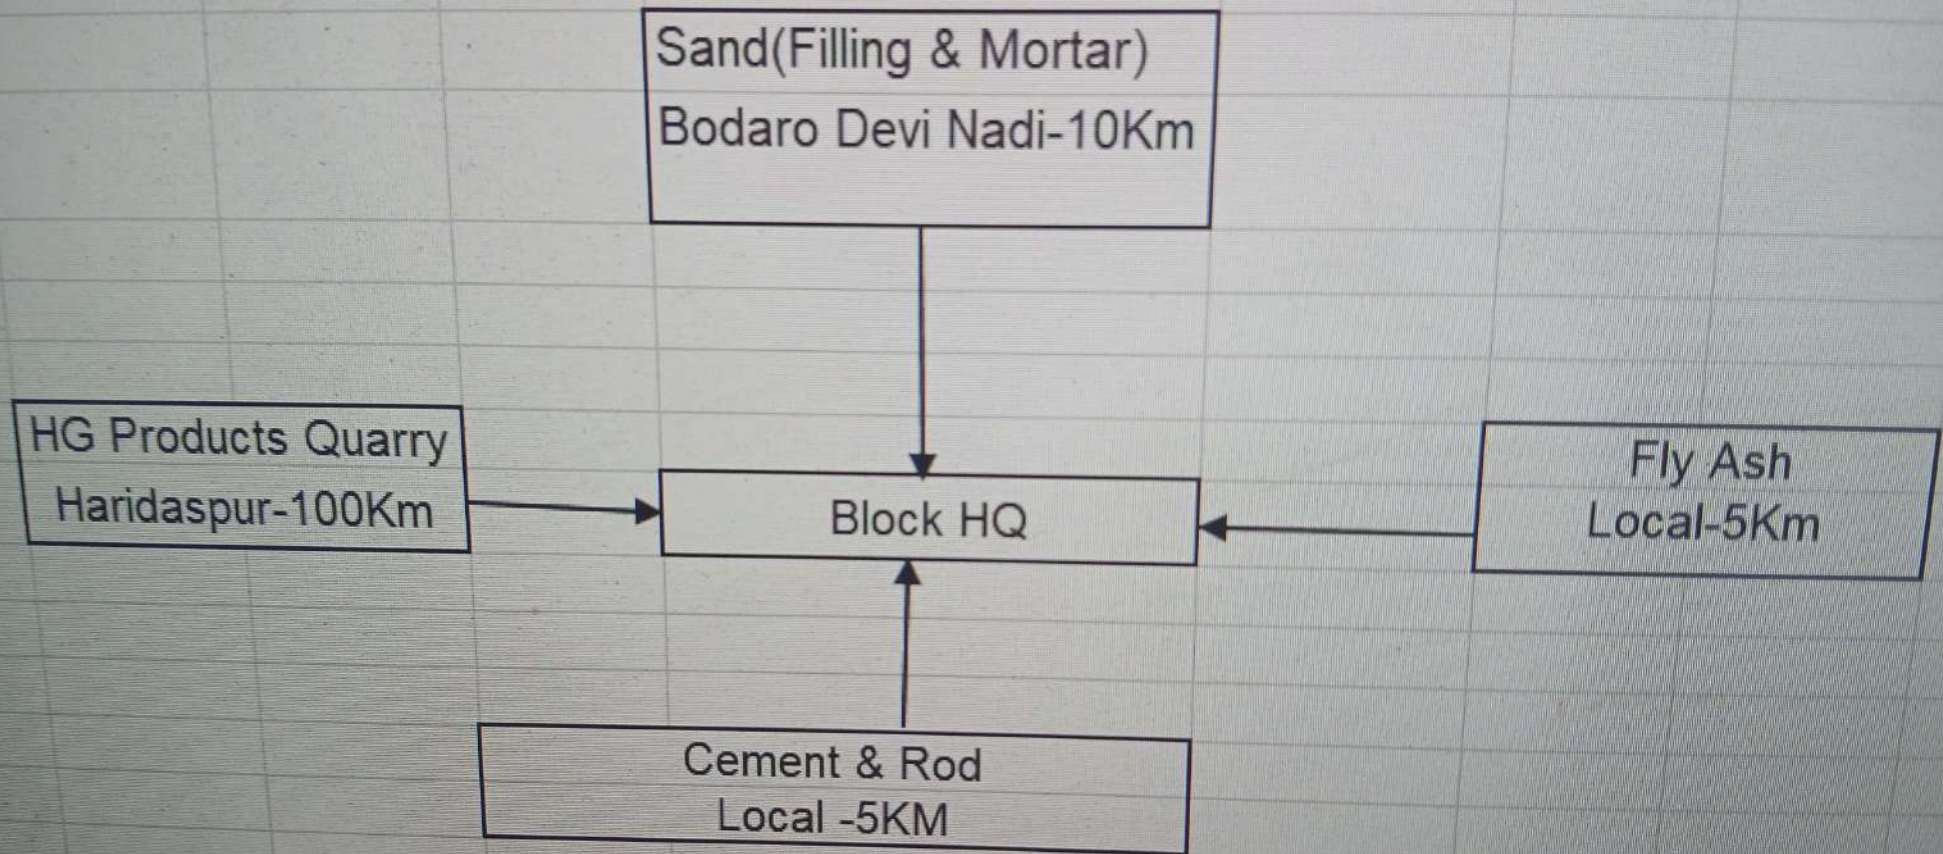 Sand(Filling & Mortar)
Bodaro Devi Nadi-10Km
HG Products Quarry
Haridaspur-100Km
Block HQ
Fly Ash
Local-5Km
Cement & Rod
Local -5KM